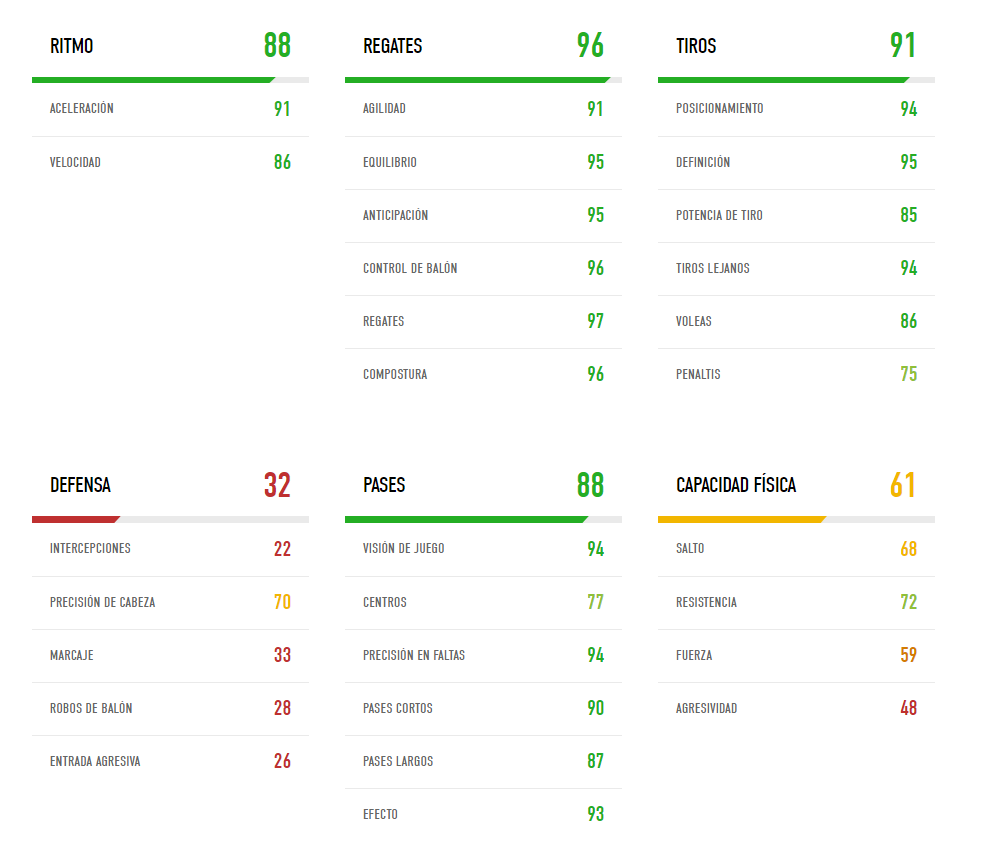 RITMO 88
ACELERACIÓN 91
VELOCIDAD 86
REGATES 96
AGILIDAD 91
EQUILIBRIO 95
ANTICIPACIÓN 95
CONTROL DE BALÓN 96
REGATES 97
COMPOSTURA 96
TIROS 91
POSICIONAMIENTO 94
DEFINICIÓN 95
POTENCIA DE TIRO 85
TIROS LEJANOS 94
VOLEAS 86
PENALTIS 75
DEFENSA 32
INTERCEPCIONES 22
PRECISIÓN DE CABEZA 70
MARCAJE 33
ROBOS DE BALÓN 28
ENTRADA AGRESIVA 26
PASES 88
VISIÓN DE JUEGO 94
CENTROS 77
PRECISIÓN EN FALTAS 94
PASES CORTOS 90
PASES LARGOS 87
EFECTO 93
CAPACIDAD FÍSICA 61
SALTO 68
RESISTENCIA 72
FUERZA 59
AGRESIVIDAD 48